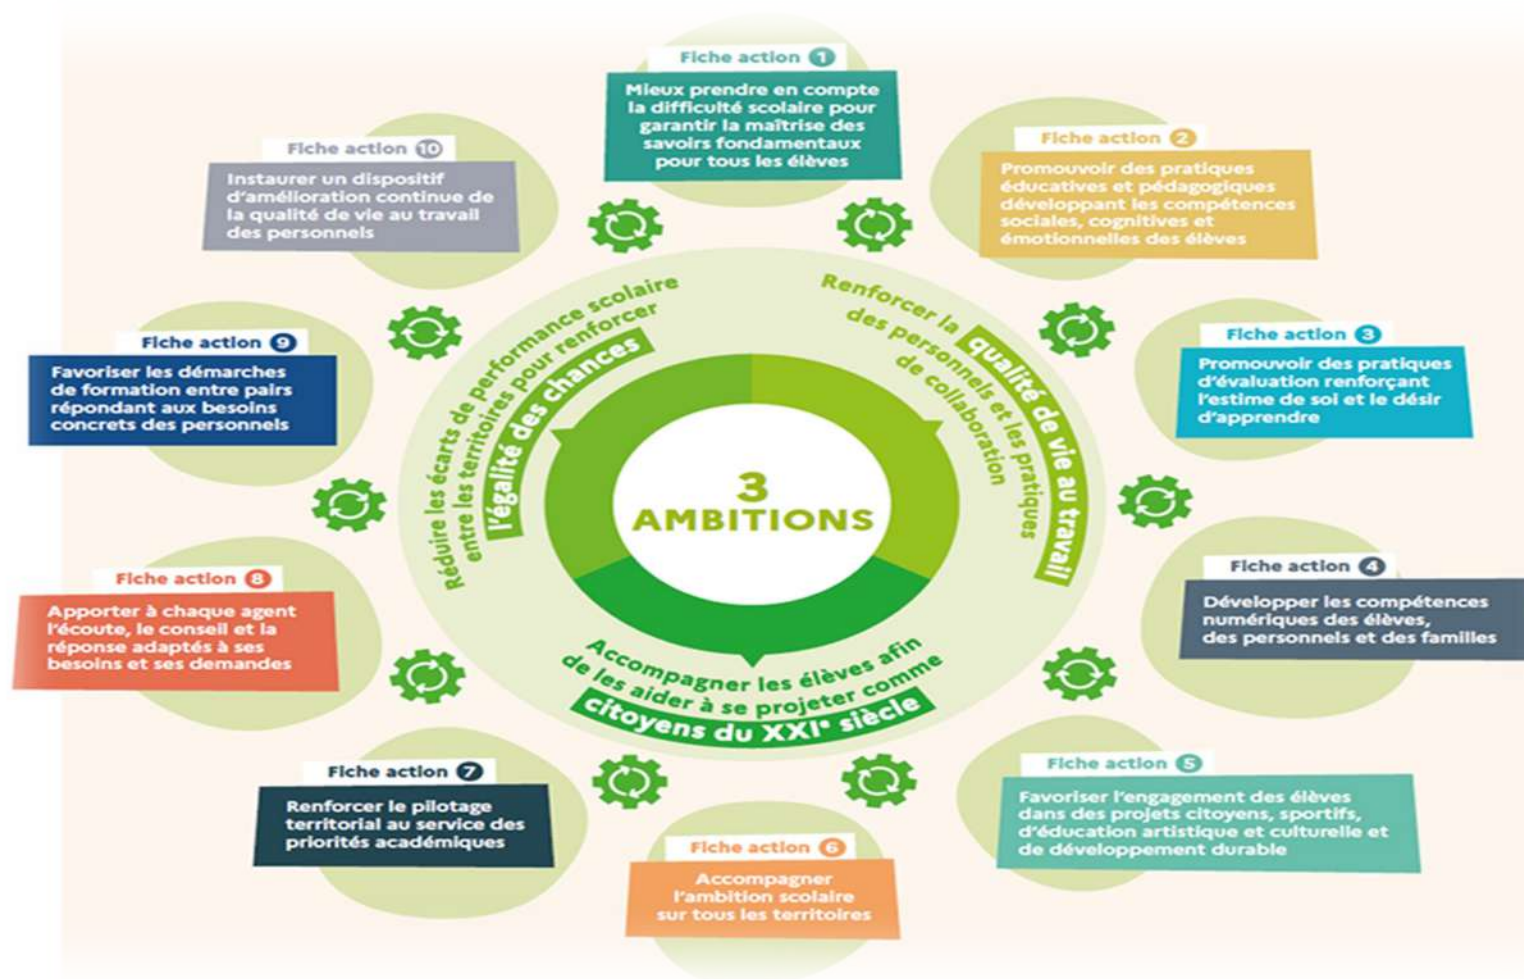 Fiche action 1
Mieux prendre en compte
la difficulté scolaire pour
garantir la maîtrise des
savoirs fondamentaux
pour tous les élèves
Fiche action 2
Promouvoir des pratiques
éducatives et pédagogiques
développant les compétences
sociales, cognitives et
émotionnelles des élèves
Fiche action 3
Promouvoir des pratiques
d'évaluation renforçant
l'estime de soi et le désir
d'apprendre
Fiche action 4
Développer les compétences
numériques des élèves,
des personnels et des familles
Fiche action 5
Favoriser l'engagement des élèves
dans des projets citoyens, sportifs,
d'éducation artistique et culturelle et
de développement durable
Fiche action 6
Accompagner
l'ambition scolaire
sur tous les territoires
Fiche action 7
Renforcer le pilotage
territorial au service des
priorités académiques
Fiche action 8
Apporter à chaque agent
l'écoute, le conseil et la
réponse adaptés à ses
besoins et ses demandes
Fiche action 9
Favoriser les démarches
de formation entre pairs
répondant aux besoins
concrets des personnels
Fiche action 10
Instaurer un dispositif
d'amélioration continue de
la qualité de vie au travail
des personnels
3
AMBITIONS
Réduire les écarts de performance scolaire
entre les territoires pour renforcer
l'égalité des chances
Renforcer la qualité de vie au travail
des personnels et les pratiques
de collaboration
Accompagner les élèves afin
de les aider à se projeter comme
citoyens du XXIe siècle